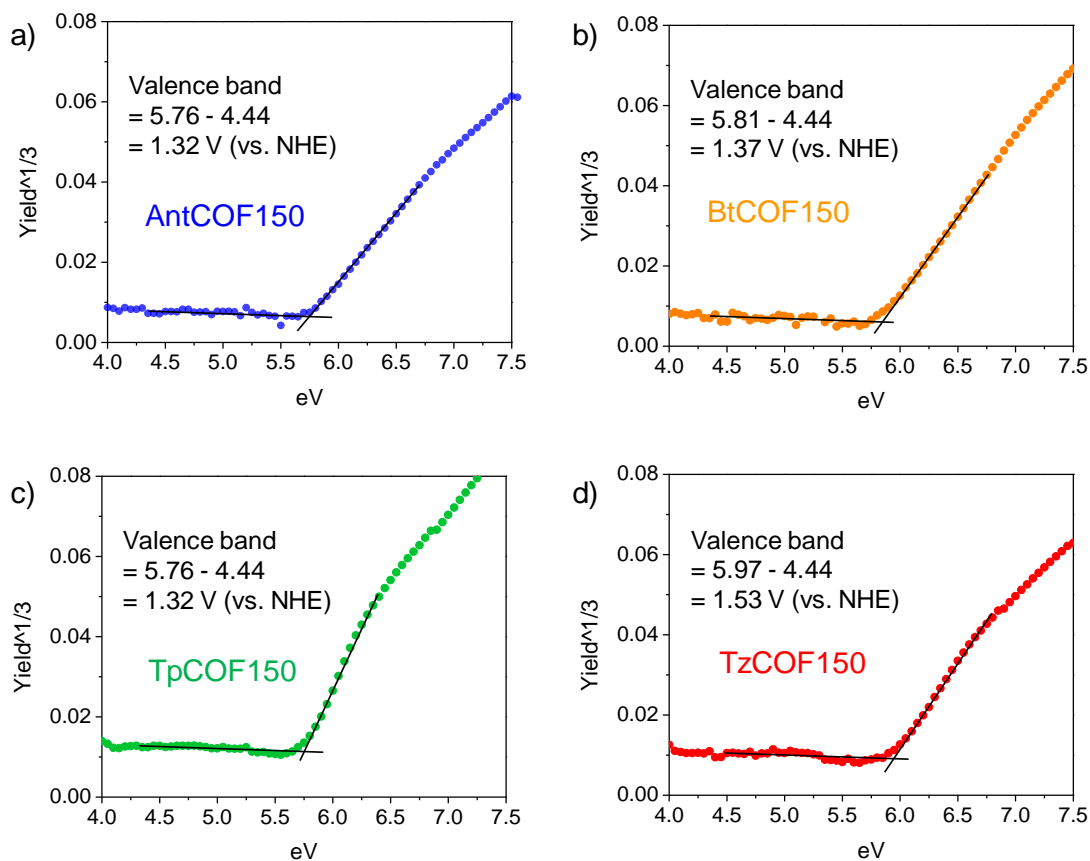 a)
Valence band
= 5.76 - 4.44
= 1.32 V (vs. NHE)
AntCOF150
Yield^1/3
0.08
0.06
0.04
0.02
0.00
4.0 4.5 5.0 5.5 6.0 6.5 7.0 7.5
eV
b)
Valence band
= 5.81 - 4.44
= 1.37 V (vs. NHE)
BtCOF150
Yield^1/3
0.08
0.06
0.04
0.02
0.00
4.0 4.5 5.0 5.5 6.0 6.5 7.0 7.5
eV
c)
Valence band
= 5.76 - 4.44
= 1.32 V (vs. NHE)
TpCOF150
Yield^1/3
0.08
0.06
0.04
0.02
0.00
4.0 4.5 5.0 5.5 6.0 6.5 7.0 7.5
eV
d)
Valence band
= 5.97 - 4.44
= 1.53 V (vs. NHE)
TzCOF150
Yield^1/3
0.08
0.06
0.04
0.02
0.00
4.0 4.5 5.0 5.5 6.0 6.5 7.0 7.5
eV